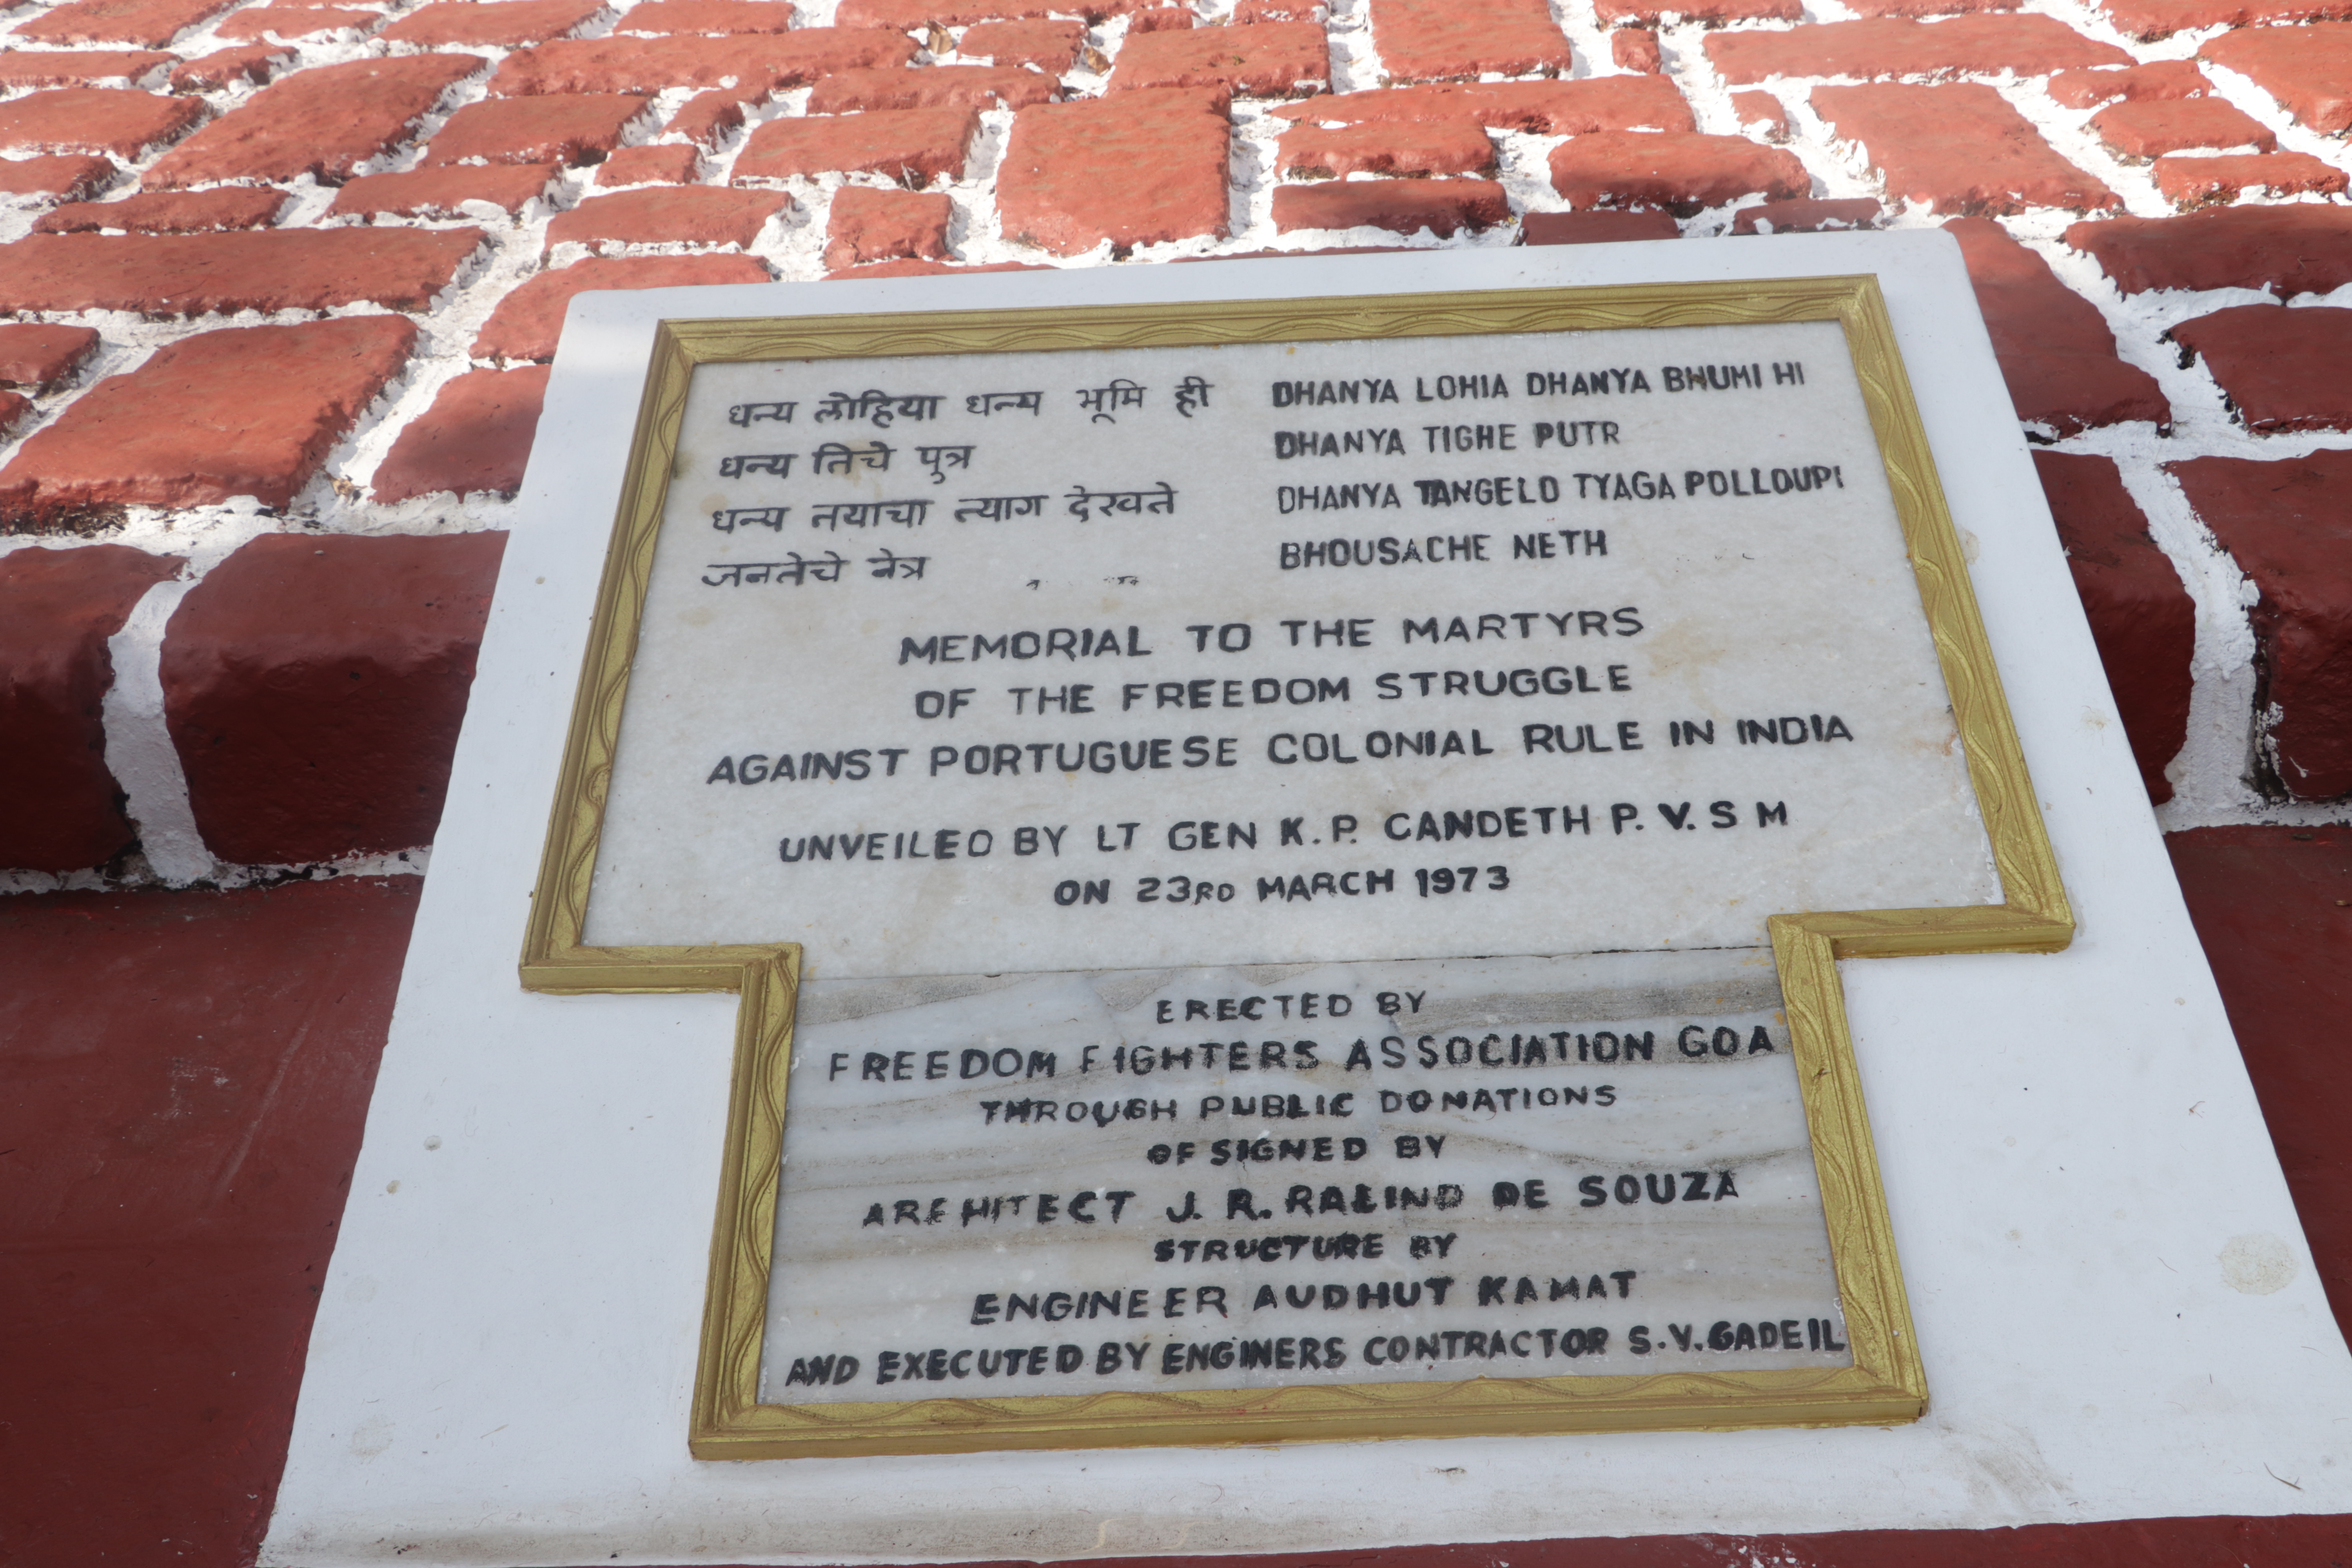 धन्य लोहिया धन्य भूमि ही
धन्य तिचे पुत्र
धन्य तयाचा त्याग देखते
जनतेचे नेत्र
DHANYA LOHIA DHANYA BHUMI HI
DHANYA TIGHE PUTR
DHANYA TANGELO TYAGA POLLOUPI
BHOUSACHE NETH
MEMORIAL TO THE MARTYRS
OF THE FREEDOM STRUGGLE
AGAINST PORTUGUESE COLONIAL RULE IN INDIA
UNVEILED BY LT GEN K.P. CANDETH P. V. S M
ON 23RD MARCH 1973
ERECTED BY
FREEDOM FIGHTERS ASSOCIATION GOA
THROUGH PUBLIC DONATIONS
OF SIGNED BY
ARCHITECT J. R. RALIND DE SOUZA
STRUCTURE BY
ENGINEER AUDHUT KAMAT
AND EXECUTED BY ENGINERS CONTRACTOR S.V.GADEIL